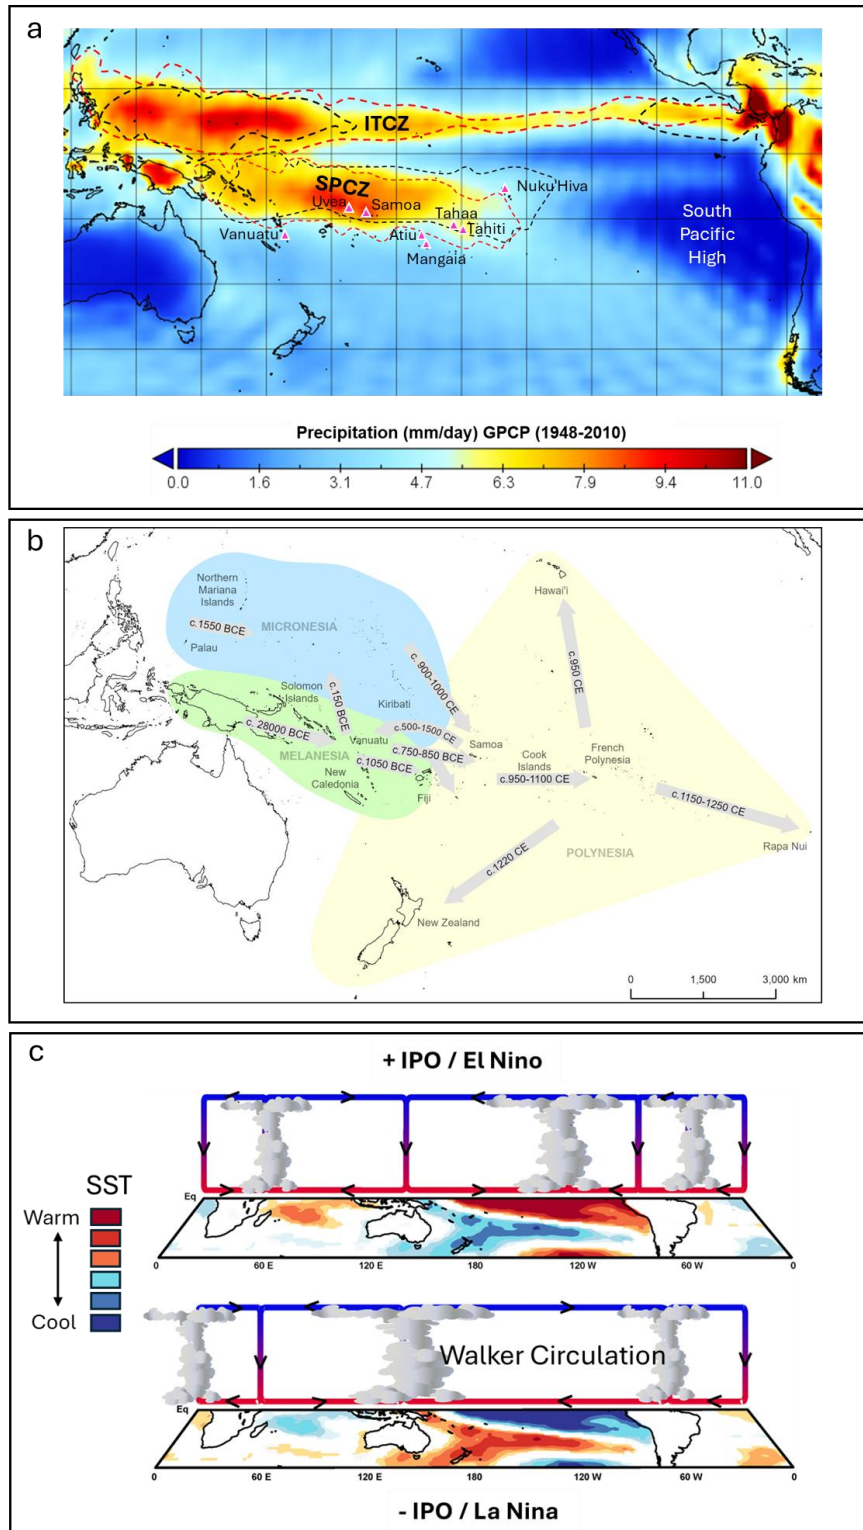 a
ITCZ
SPCZ
Nuku'Hiva
Uvea
Samoa
Tahaa
Vanuatu
Atiu
Tahiti
Mangaia
South
Pacific
High
Precipitation (mm/day) GPCP (1948-2010)
0.0 1.6 3.1 4.7 6.3 7.9 9.4 11.0
b
Northern
Mariana
Islands
Hawai'i
c.1550 BCE
MICRONESIA
Palau
c. 900-1000 CE
c.950 CE
Solomon
Islands
c.150 BCE
Kiribati
c. 28000 BCE
c.500-1500 CE
Vanuatu
Samoa
MELANESIA
c.750-850 BCE
Cook
Islands
French
Polynesia
c.1050 BCE
New
Caledonia
c.950-1100 CE
Fiji
c.1150-1250 CE
c.1220 CE
POLYNESIA
Rapa Nui
New Zealand
0 1,500 3,000 km
c
+ IPO / El Nino
SST
Warm
Cool
Eq
0 60 E 120 E 180 120 W 60 W 0
Walker Circulation
Eq
0 60 E 120 E 180 120 W 60 W 0
- IPO / La Nina